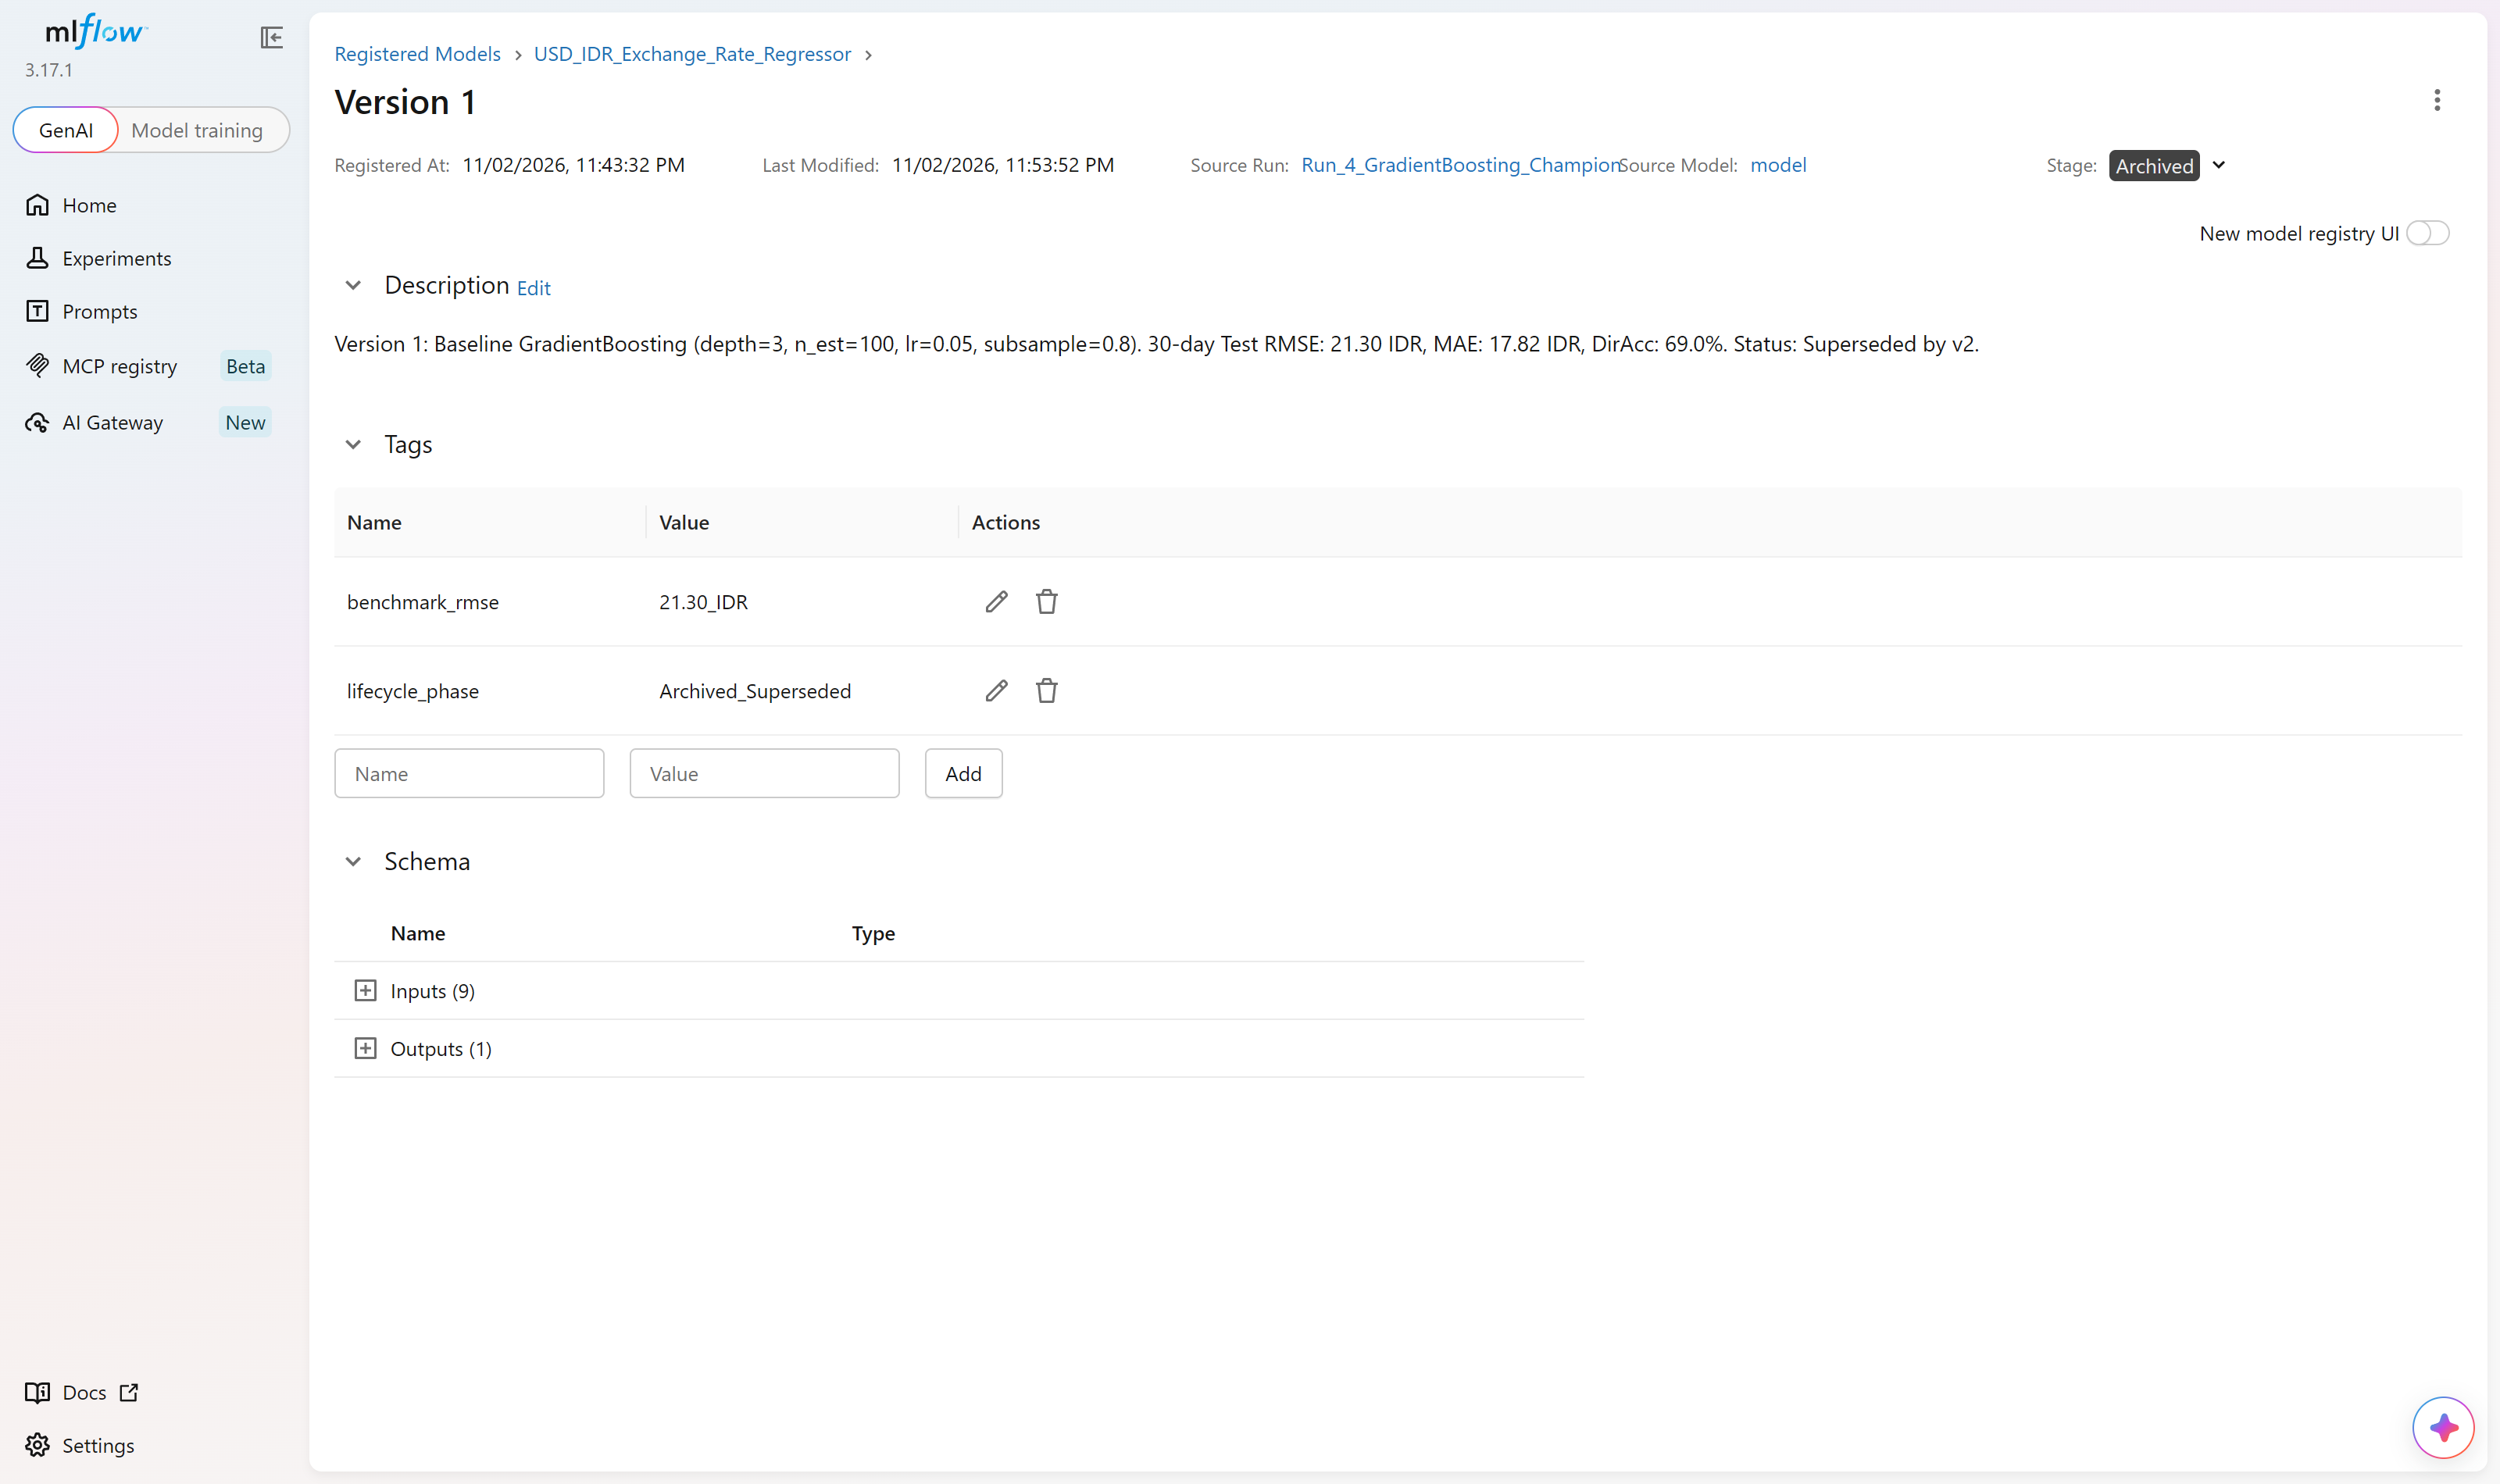 mlflow™
3.17.1
GenAI Model training
Home
Experiments
Prompts
MCP registry Beta
AI Gateway New
Docs
Settings
Registered Models > USD_IDR_Exchange_Rate_Regressor >
Version 1
Registered At: 11/02/2026, 11:43:32 PM Last Modified: 11/02/2026, 11:53:52 PM Source Run: Run_4_GradientBoosting_Champion Source Model: model Stage: Archived
New model registry UI
Description Edit
Version 1: Baseline GradientBoosting (depth=3, n_est=100, lr=0.05, subsample=0.8). 30-day Test RMSE: 21.30 IDR, MAE: 17.82 IDR, DirAcc: 69.0%. Status: Superseded by v2.
Tags
Name Value Actions
benchmark_rmse 21.30_IDR
lifecycle_phase Archived_Superseded
Name Value Add
Schema
Name Type
Inputs (9)
Outputs (1)